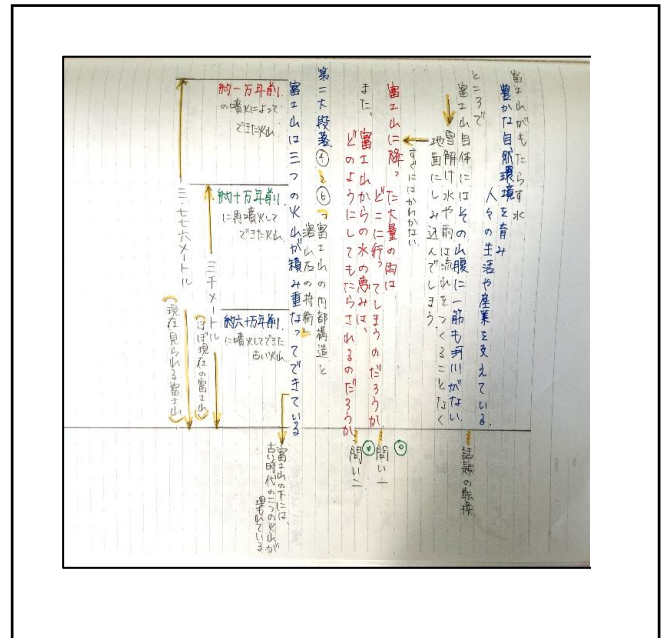 富士山がもたらす水
豊かな自然環境を育み
人々の生活や産業を支えている。
ところで
富士山自体にはその山腹に一筋も河川がない。
雪解け水や雨は流れをつくることなく
地面にしみ込んでしまう。
すぐにはわかわかない
富士山に降った大量の雨は
どこに行ってしまうのだろうか
また、富士山からの水の恵みは、
どのようにしてもたらされるのだろうか
話題の転換
問い一
問い二
第二大段落④と⑥つ富士山の内部構造と
溶岩の特徴
富士山は三つの火山が積み重なってできている
富士山の下には、
古い時代の二つの火山が
埋もれている
約一万年前
の噴火によって
できた火山
約十万年前
に再噴火して
できた火山
約六十万年前
に噴火してできた
古い火山
三千メートル
(ほぼ現在の富士山)
三・七七六メートル
(現在見られる富士山)